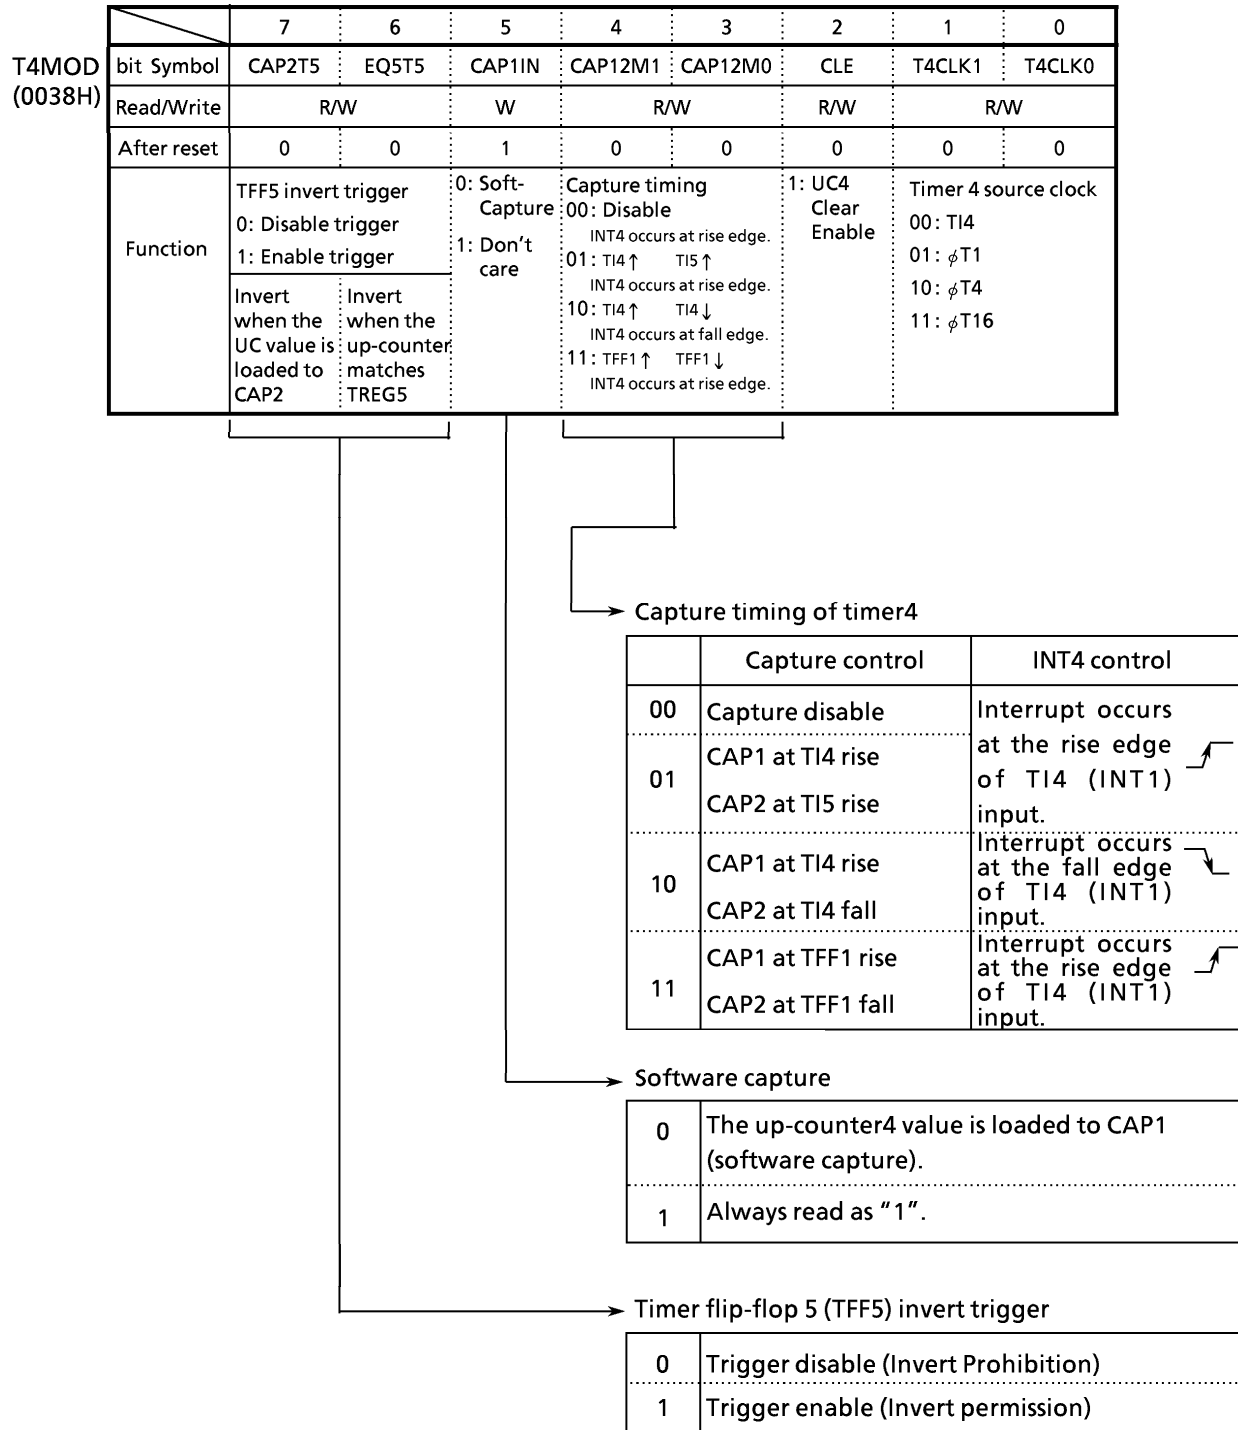 7 6 5 4 3 2 1 0
T4MOD
(0038H)
bit Symbol CAP2T5 EQ5T5 CAP1IN CAP12M1 CAP12M0 CLE T4CLK1 T4CLK0
Read/Write R/W W R/W R/W R/W
After reset 0 0 1 0 0 0 0 0
Function
TFF5 invert trigger
0: Disable trigger
1: Enable trigger
Invert
when the
UC value is
loaded to
CAP2
Invert
when the
up-counter
matches
TREG5
0: Soft-
Capture
1: Don't
care
Capture timing
00: Disable
INT4 occurs at rise edge.
01: TI4↑ TI5↑
INT4 occurs at rise edge.
10: TI4↑ TI4↓
INT4 occurs at fall edge.
11: TFF1↑ TFF1↓
INT4 occurs at rise edge.
1: UC4
Clear
Enable
Timer 4 source clock
00: TI4
01: ϕT1
10: ϕT4
11: ϕT16
Capture timing of timer4
Capture control INT4 control
00 Capture disable
01 CAP1 at TI4 rise
CAP2 at TI5 rise
Interrupt occurs
at the rise edge
of TI4 (INT1)
input.
10 CAP1 at TI4 rise
CAP2 at TI4 fall
Interrupt occurs
at the fall edge
of TI4 (INT1)
input.
11 CAP1 at TFF1 rise
CAP2 at TFF1 fall
Interrupt occurs
at the rise edge
of TI4 (INT1)
input.
Software capture
0 The up-counter4 value is loaded to CAP1
(software capture).
1 Always read as "1".
Timer flip-flop 5 (TFF5) invert trigger
0 Trigger disable (Invert Prohibition)
1 Trigger enable (Invert permission)